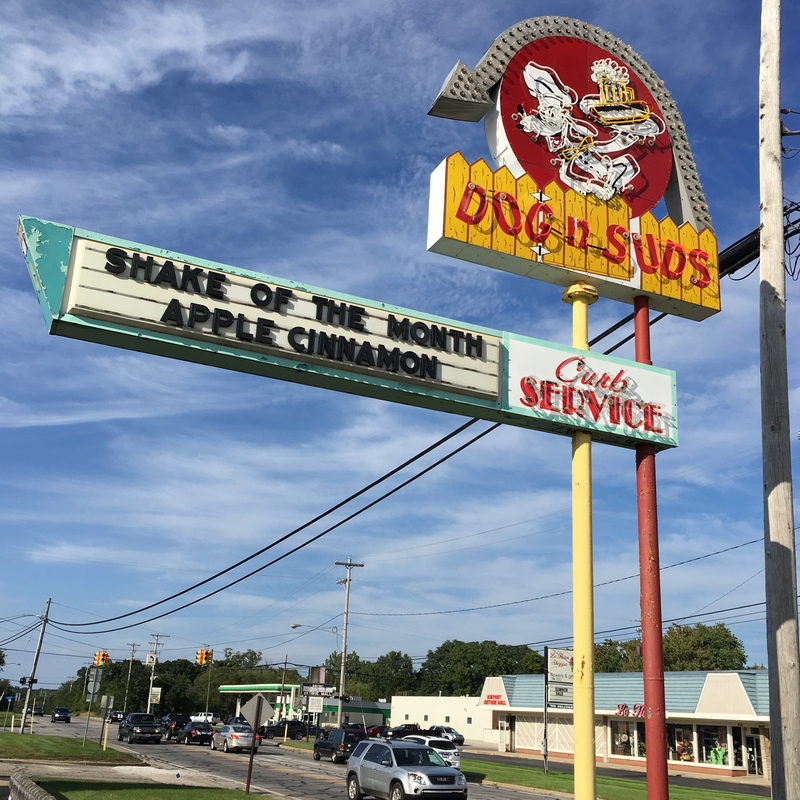 DOG n SUDS
SHAKE OF THE MONTH
APPLE CINNAMON
Curb
SERVICE